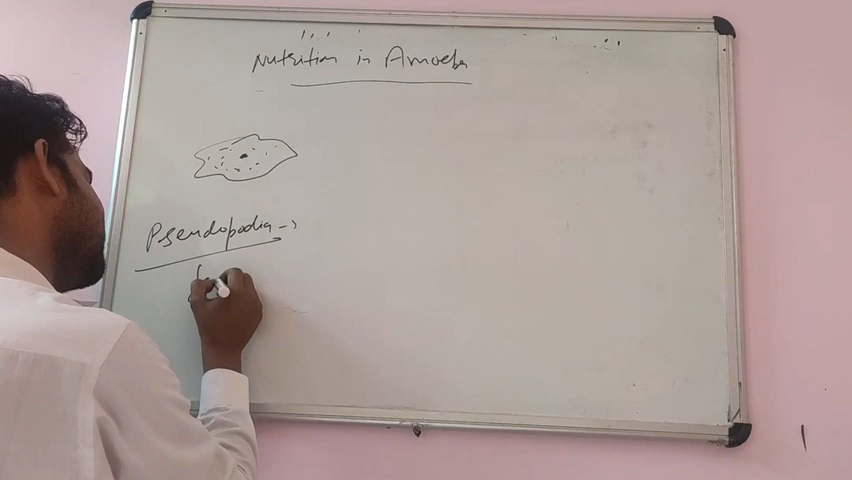 Nutrition in Amoeba
Pseudopodia →